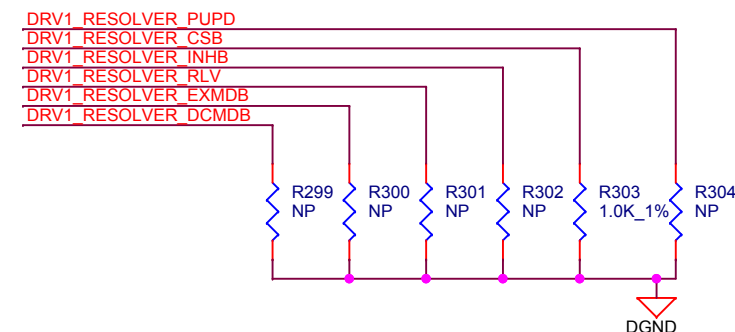 DRV1_RESOLVER_PUPD
DRV1_RESOLVER_CSB
DRV1_RESOLVER_INHB
DRV1_RESOLVER_RLV
DRV1_RESOLVER_EXMDB
DRV1_RESOLVER_DCMDB
R299 R300 R301 R302 R303 R304
NP NP NP NP 1.0K_1% NP
DGND